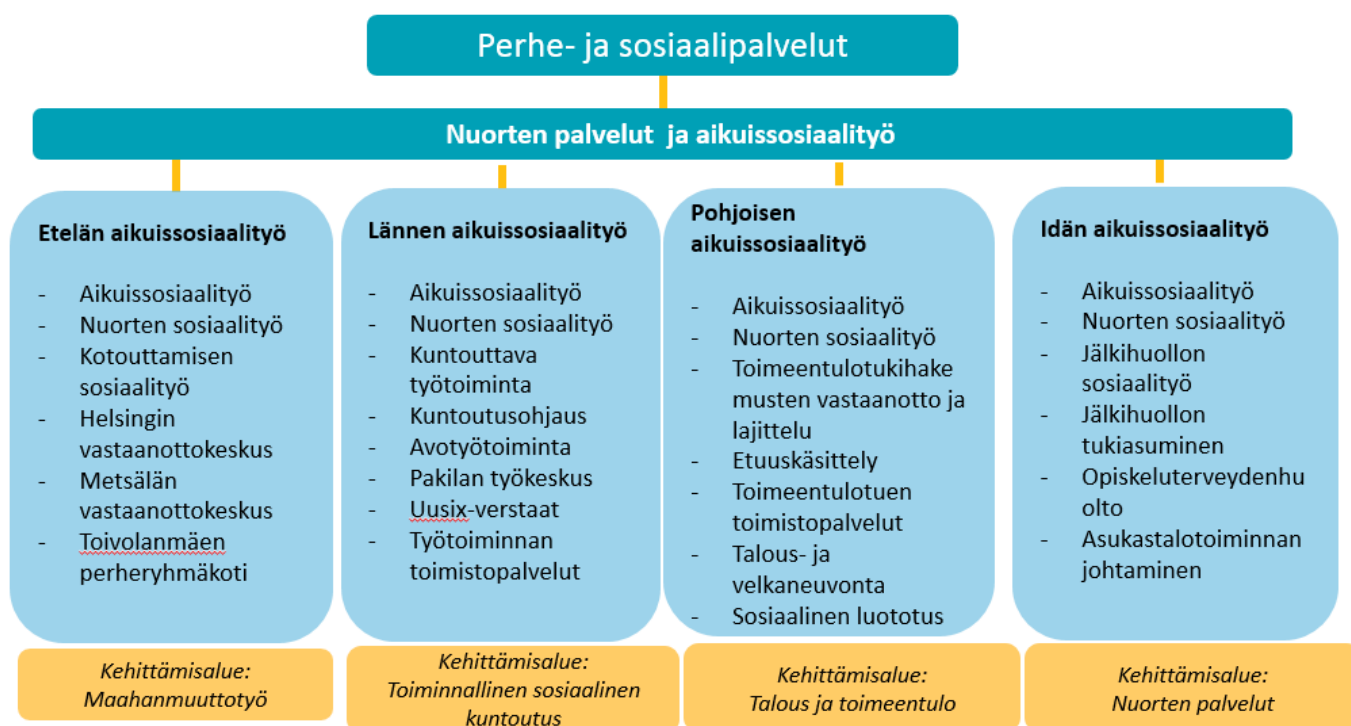 Perhe- ja sosiaalipalvelut
Nuorten palvelut ja aikuissosiaalityö
Etelän aikuissosiaalityö
- Aikuissosiaalityö
- Nuorten sosiaalityö
- Kotouttamisen
sosiaalityö
- Helsingin
vastaanottokeskus
- Metsälän
vastaanottokeskus
- Toivolanmäen
perheryhmäkoti
Kehittämisalue:
Maahanmuuttotyö
Lännen aikuissosiaalityö
- Aikuissosiaalityö
- Nuorten sosiaalityö
- Kuntouttava
työtoiminta
- Kuntoutusohjaus
- Avotyötoiminta
- Pakilan työkeskus
- Uusix-verstaat
- Työtoiminnan
toimistopalvelut
Kehittämisalue:
Toiminnallinen sosiaalinen
kuntoutus
Pohjoisen
aikuissosiaalityö
- Aikuissosiaalityö
- Nuorten sosiaalityö
- Toimeentulotukihake
musten vastaanotto ja
lajittelu
- Etuuskäsittely
- Toimeentulotuen
toimistopalvelut
- Talous- ja
velkaneuvonta
- Sosiaalinen luototus
Kehittämisalue:
Talous ja toimeentulo
Idän aikuissosiaalityö
- Aikuissosiaalityö
- Nuorten sosiaalityö
- Jälkihuollon
sosiaalityö
- Jälkihuollon
tukiasuminen
- Opiskeluterveydenhu
olto
- Asukastalotoiminnan
johtaminen
Kehittämisalue:
Nuorten palvelut